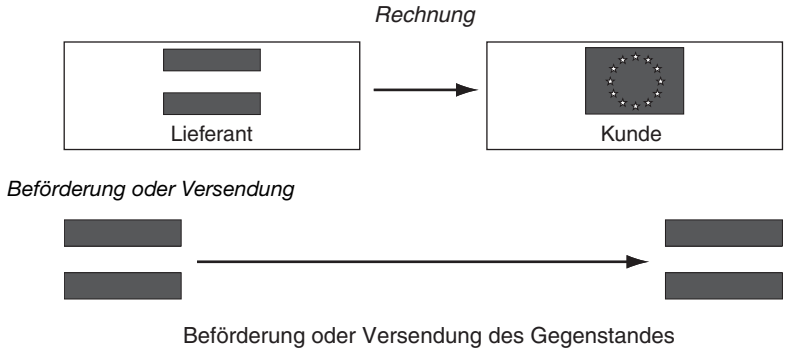 Rechnung
Lieferant
Kunde
Beförderung oder Versendung
Beförderung oder Versendung des Gegenstandes